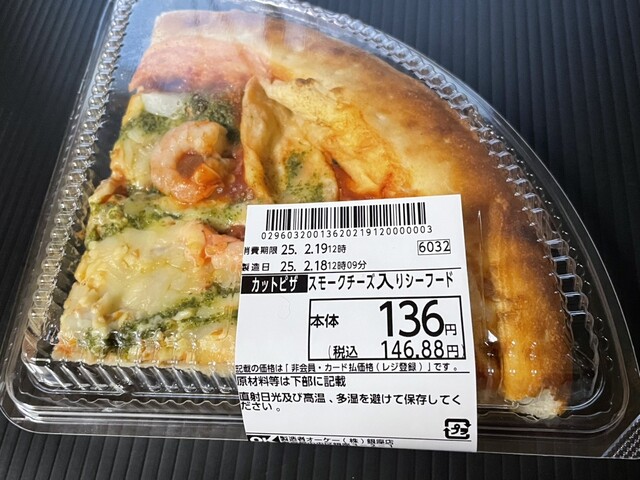 02960320013620219120000003
消費期限 25. 2.19 12時
6032
製造日 25. 2.18 12時09分
カットピザ スモークチーズ入りシーフード
本体 136円
(税込 146.88円)
記載の価格は「非会員・カード払価格(レジ登録)」です。
原材料等は下部に記載
直射日光及び高温、多湿を避けて保存してく
ださい。
プラ
OK 製造者オーケー(株)銀座店